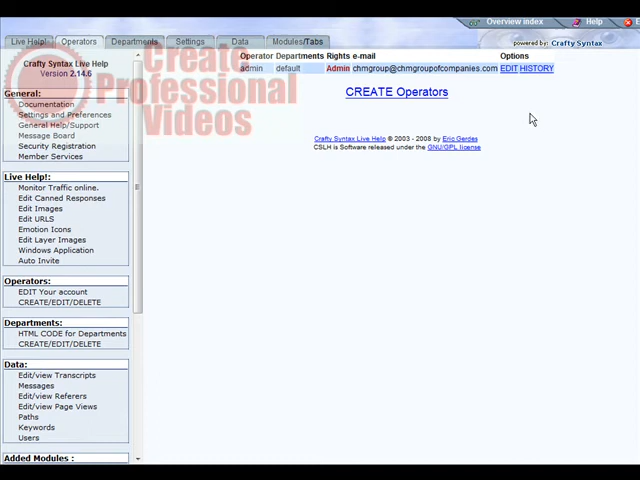 Overview index Help
Live Help! Operators Departments Settings Data Modules/Tabs
powered by: Crafty Syntax
Create
Professional
Videos
Crafty Syntax Live Help
Version 2.14.6
General:
Documentation
Settings and Preferences
General Help/Support
Message Board
Security Registration
Member Services
Live Help!:
Monitor Traffic online.
Edit Canned Responses
Edit Images
Edit URLS
Emotion Icons
Edit Layer Images
Windows Application
Auto Invite
Operators:
EDIT Your account
CREATE/EDIT/DELETE
Departments:
HTML CODE for Departments
CREATE/EDIT/DELETE
Data:
Edit/view Transcripts
Messages
Edit/view Referers
Edit/view Page Views
Paths
Keywords
Users
Added Modules :
Operator Departments Rights e-mail Options
admin default Admin chmgroup@chmgroupofcompanies.com EDIT HISTORY
CREATE Operators
Crafty Syntax Live Help © 2003 - 2008 by Eric Gerdes
CSLH is Software released under the GNU/GPL license